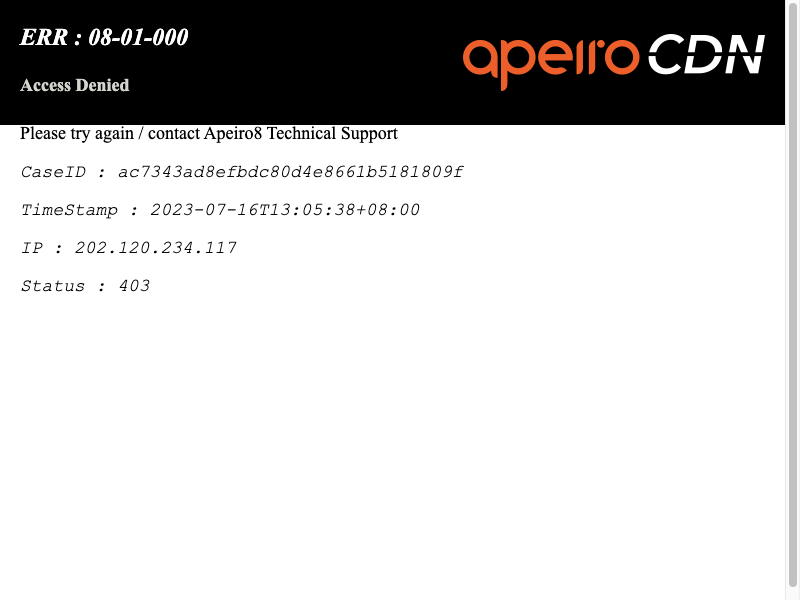 ERR : 08-01-000
apeiro CDN
Access Denied
Please try again / contact Apeiro8 Technical Support
CaseID : ac7343ad8efbdc80d4e8661b5181809f
TimeStamp : 2023-07-16T13:05:38+08:00
IP : 202.120.234.117
Status : 403